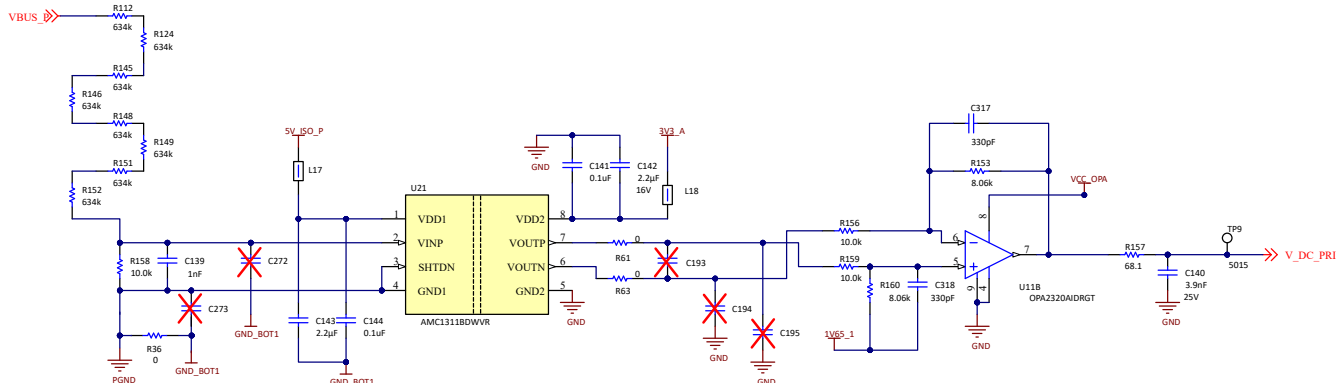 VBUS_P
R112
634k
R124
634k
R145
634k
R146
634k
R148
634k
R149
634k
R151
634k
R152
634k
R158
10.0k
C139
1nF
C272
C273
R36
0
PGND
GND_BOT1
GND_BOT1
5V_ISO_P
L17
C143
2.2µF
C144
0.1uF
GND_BOT1
U21
1
VDD1
2
VINP
3
SHTDN
4
GND1
VDD2
8
VOUTP
7
VOUTN
6
GND2
5
AMC1311BDWVR
GND
C141
0.1uF
C142
2.2µF
16V
3V3_A
L18
GND
R61
0
R63
0
C193
C194
GND
C195
GND
R156
10.0k
R159
10.0k
R160
8.06k
C318
330pF
1V65_1
C317
330pF
R153
8.06k
VCC_OPA
8
6
5
7
9
4
U11B
OPA2320AIDRGT
GND
R157
68.1
C140
3.9nF
25V
GND
TP9
5015
V_DC_PRI